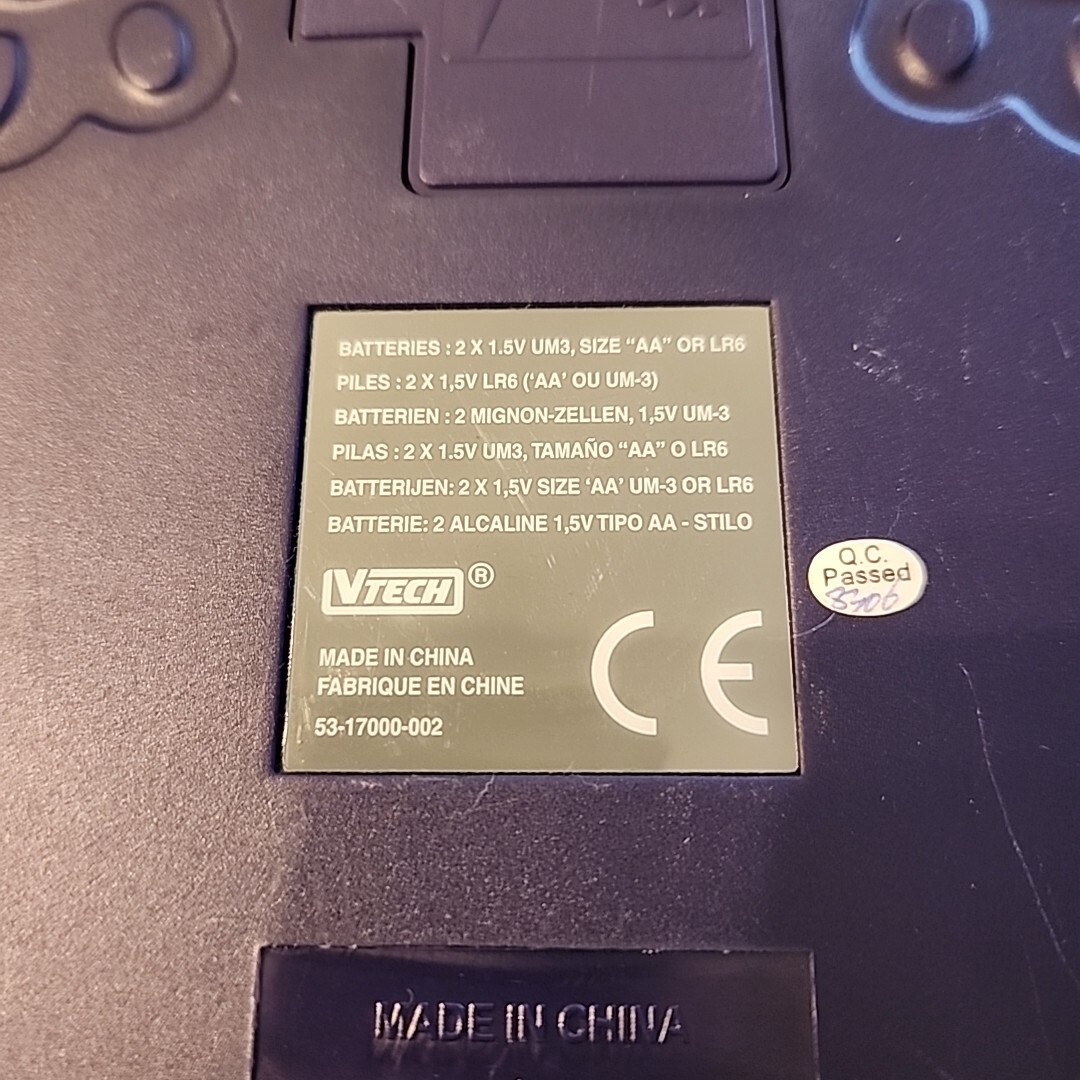 BATTERIES : 2 X 1.5V UM3, SIZE “AA” OR LR6
PILES : 2 X 1,5V LR6 (‘AA’ OU UM-3)
BATTERIEN : 2 MIGNON-ZELLEN, 1,5V UM-3
PILAS : 2 X 1.5V UM3, TAMAÑO “AA” O LR6
BATTERIJEN: 2 X 1,5V SIZE ‘AA’ UM-3 OR LR6
BATTERIE: 2 ALCALINE 1,5V TIPO AA - STILO
VTECH®
MADE IN CHINA
FABRIQUE EN CHINE
53-17000-002
CE
Q.C.
Passed
MADE IN CHINA